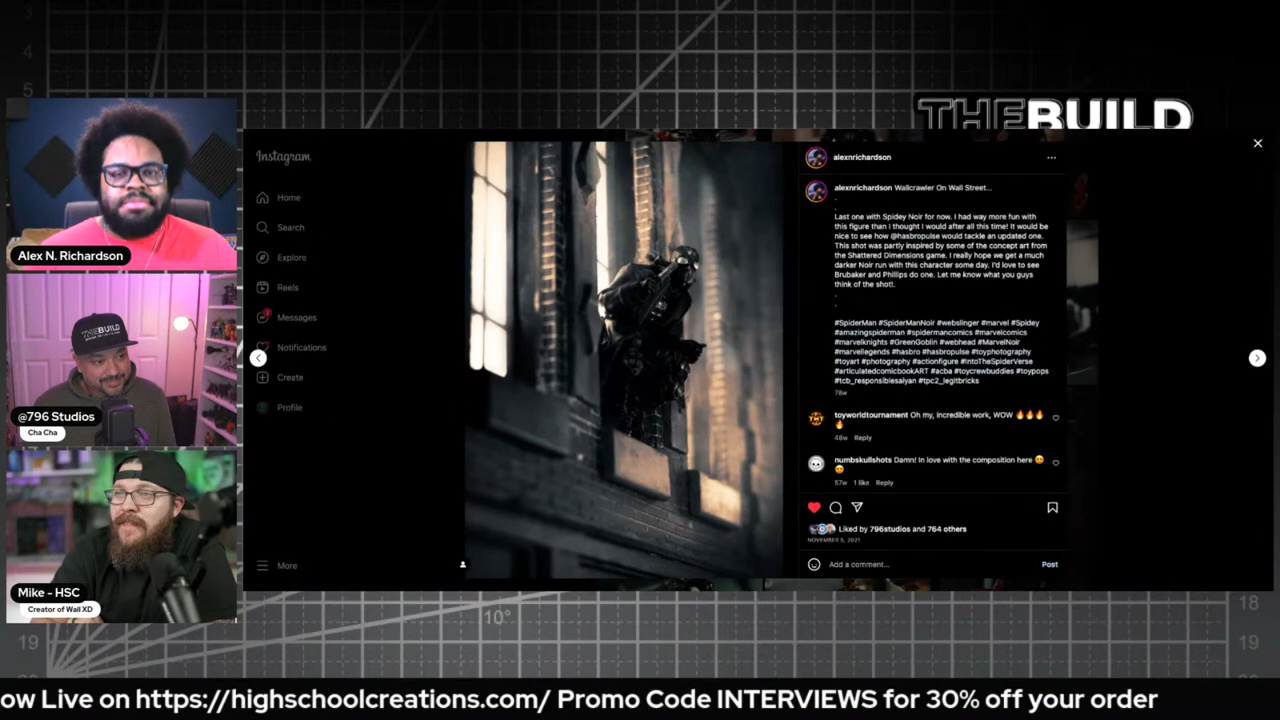 3
4
5
THEBUILD
Alex N. Richardson
THEBUILD
@796 Studios
Cha Cha
Mike - HSC
Creator of Wall XD
Instagram
Home
Search
Explore
Reels
Messages
Notifications
Create
Profile
More
alexnrichardson
alexnrichardson Wallcrawler On Wall Street...
.
.
Last one with Spidey Noir for now. I had way more fun with
this figure than I thought I would after all this time! It would be
nice to see how @hasbropulse would tackle an updated one.
This shot was partly inspired by some of the concept art from
the Shattered Dimensions game. I really hope we get a much
darker Noir run with this character some day. I'd love to see
Brubaker and Phillips do one. Let me know what you guys
think of the shot!.
.
.
#SpiderMan #SpiderManNoir #webslinger #marvel #Spidey
#amazingspiderman #spidermancomics #marvelcomics
#marvelknights #GreenGoblin #webhead #MarvelNoir
#marvellegends #hasbro #hasbropulse #toyphotography
#toyart #photography #actionfigure #IntoTheSpiderVerse
#articulatedcomicbookART #acba #toycrewbuddies #toypops
#tcb_responsiblesaiyan #tpc2_legitbricks
78w
toyworldtournament Oh my, incredible work, WOW 🔥🔥🔥
🔥
48w Reply
numbskullshots Damn! In love with the composition here 😍
😍
57w 1 like Reply
Liked by 796studios and 764 others
NOVEMBER 5, 2021
Add a comment...
Post
10°
18
19
19
ow Live on https://highschoolcreations.com/ Promo Code INTERVIEWS for 30% off your order